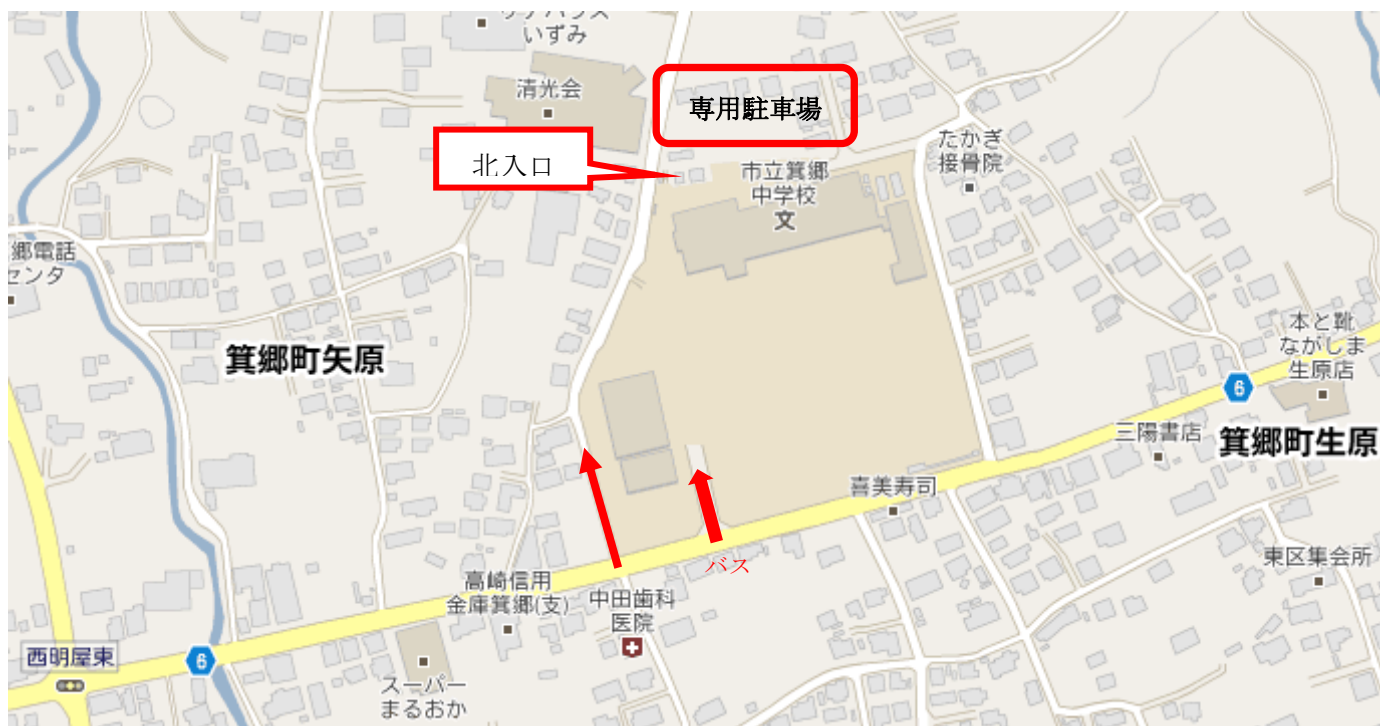 いずみ
清光会
専用駐車場
北入口
市立箕郷
中学校
文
たかぎ
接骨院
郷電話
センタ
箕郷町矢原
本と靴
ながしま
生原店
6
三陽書店
箕郷町生原
喜美寿司
バス
東区集会所
高崎信用
金庫箕郷(支)
中田歯科
医院
西明屋東
6
スーパー
まるおか